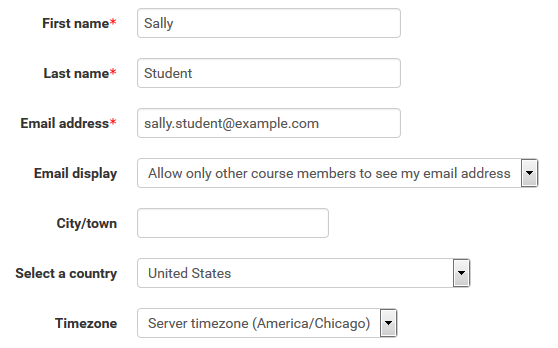 First name* Sally
Last name* Student
Email address* sally.student@example.com
Email display Allow only other course members to see my email address
City/town
Select a country United States
Timezone Server timezone (America/Chicago)